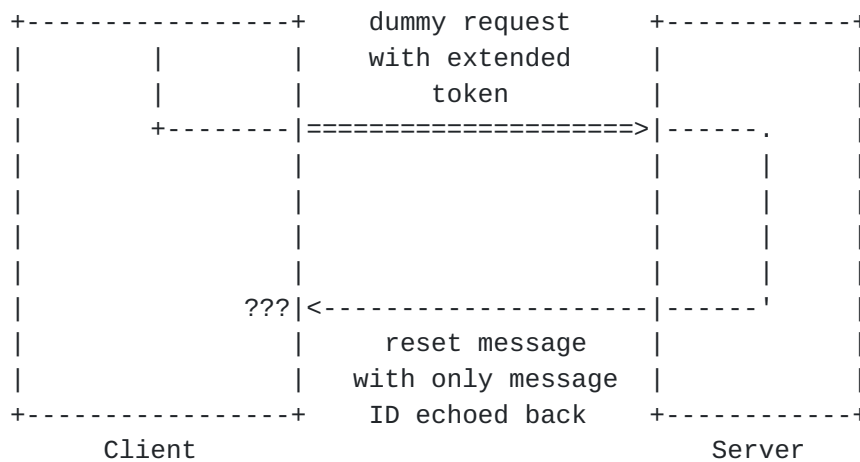 dummy request
with extended
token
???
reset message
with only message
ID echoed back
Client Server